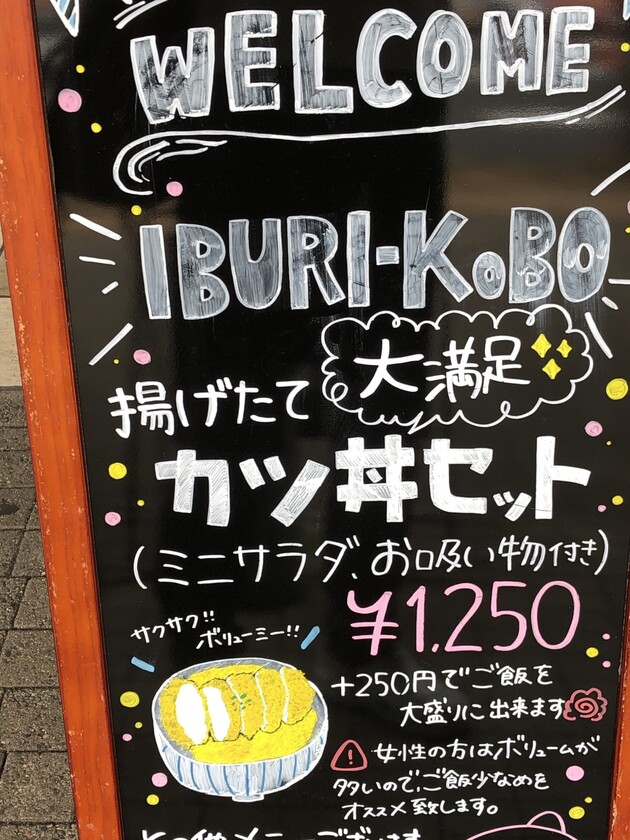 WELCOME
IBURI-KOBO
大満足
揚げたて
カツ丼セット
(ミニサラダ、お吸い物付き)
¥1,250
サクサク!!
ボリューミー!!
+250円でご飯を
大盛りに出来ます
女性の方はボリュームが
多いので、ご飯少なめを
オススメ致します。